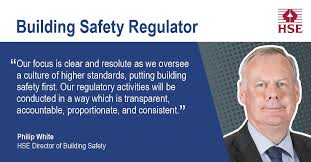 Building Safety Regulator
HSE
“Our focus is clear and resolute as we oversee
a culture of higher standards, putting building
safety first. Our regulatory activities will
be conducted in a way which is transparent,
accountable, proportionate, and consistent.”
Philip White
HSE Director of Building Safety